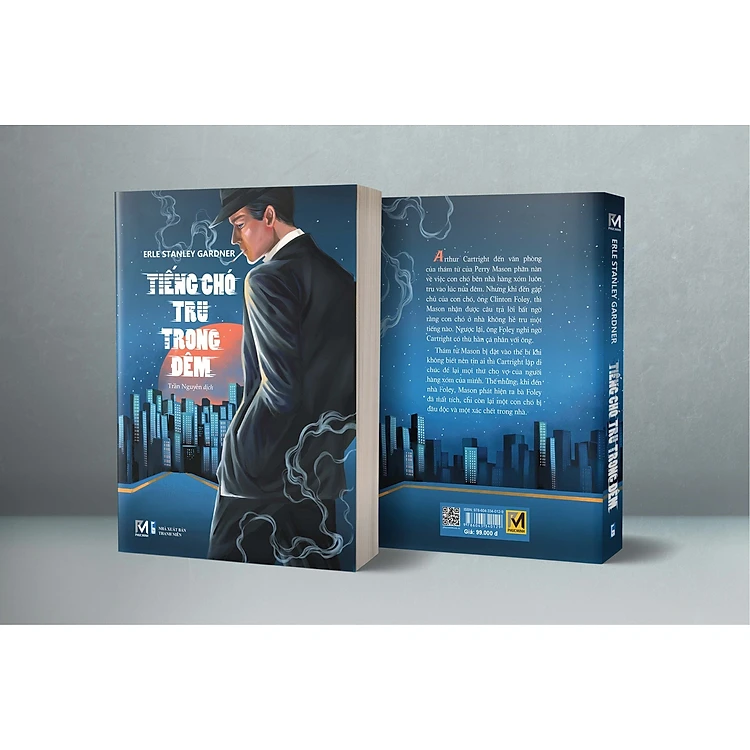 ERLE STANLEY GARDNER
TIẾNG CHÓ
TRU
TRONG
ĐÊM
Trần Nguyên dịch
NHÀ XUẤT BẢN
THANH NIÊN
Arthur Cartright đến văn phòng
của thám tử của Perry Mason phàn nàn
về việc con chó bên nhà hàng xóm luôn
tru vào lúc nửa đêm. Nhưng khi đến gặp
chủ của con chó, ông Clinton Foley, thì
Mason nhận được câu trả lời bất ngờ
rằng con chó ở nhà không hề tru một
tiếng nào. Ngược lại, ông Foley nghi ngờ
Cartright có thù hằn cá nhân với ông.
Thám tử Mason bị đặt vào thế bí khi
không biết nên tin ai thì Cartright lập di
chúc để lại mọi thứ cho vợ của người
hàng xóm của mình. Thế nhưng, khi đến
nhà Foley, Mason phát hiện ra bà Foley
đã mất tích, chỉ còn lại một con chó bị
đầu độc và một xác chết trong nhà.
Giá: 99.000 đ
ERLE STANLEY GARDNER
TIẾNG CHÓ TRU TRONG ĐÊM